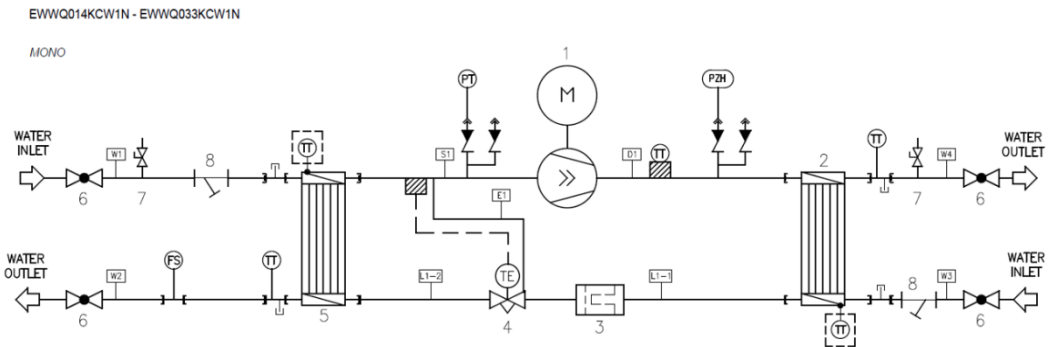 EWWQ014KCW1N - EWWQ033KCW1N
MONO
1
PT
PZH
M
WATER
INLET
W1
8
TT
S1
D1
TT
2
TT
W4
WATER
OUTLET
6
7
7
6
E1
WATER
OUTLET
W2
FS
TT
L1-2
TE
L1-1
8
W3
WATER
INLET
6
5
4
3
TT
6